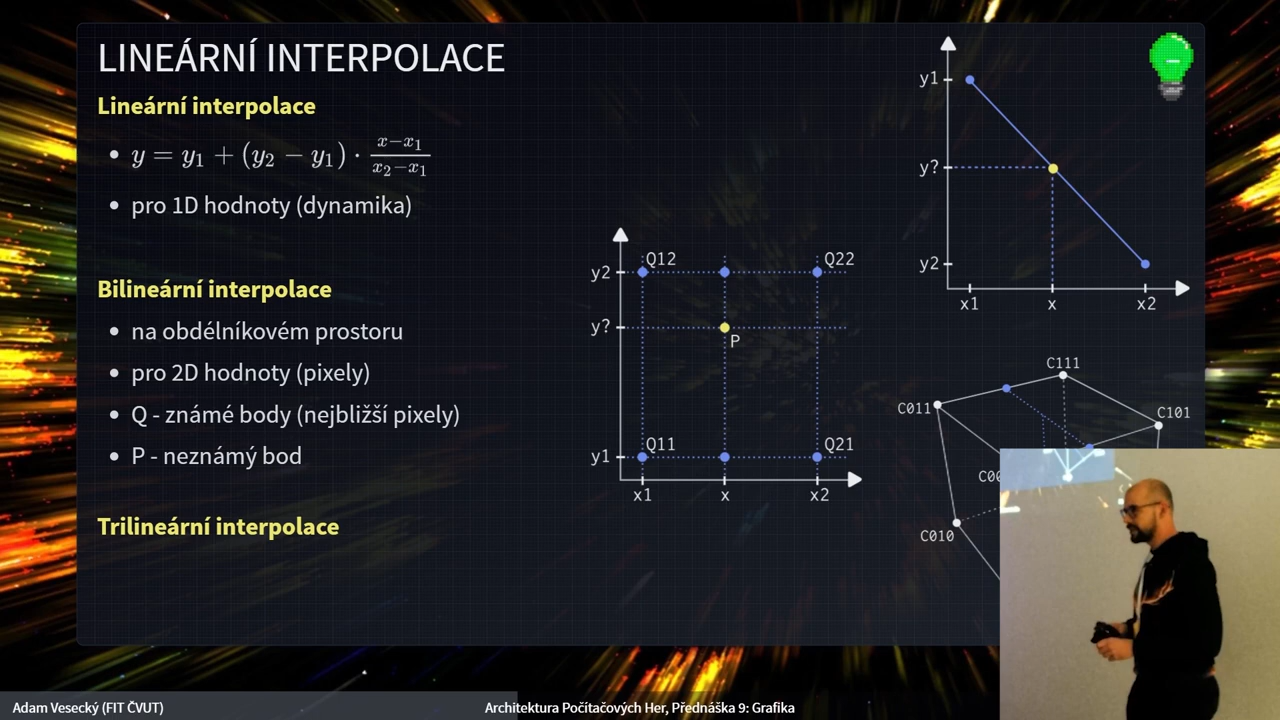 LINEÁRNÍ INTERPOLACE
Lineární interpolace
• y = y₁ + (y₂ − y₁) · (x−x₁)/(x₂−x₁)
• pro 1D hodnoty (dynamika)
Bilineární interpolace
• na obdélníkovém prostoru
• pro 2D hodnoty (pixely)
• Q - známé body (nejbližší pixely)
• P - neznámý bod
Trilineární interpolace
Q12 Q22
y2
y?
P
Q11 Q21
y1
x1 x x2
y1
y?
y2
x1 x x2
C111
C011
C101
C010
Adam Vesecký (FIT ČVUT)
Architektura Počítačových Her, Přednáška 9: Grafika